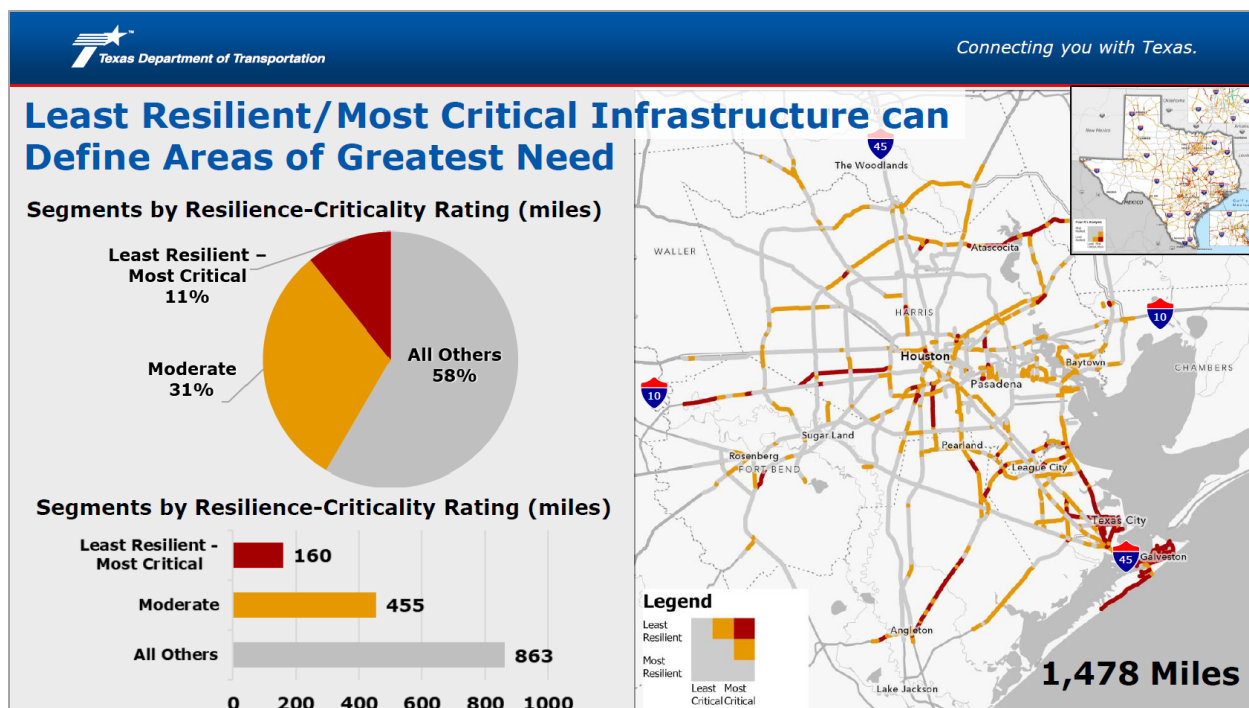 Texas Department of Transportation
Connecting you with Texas.
Least Resilient/Most Critical Infrastructure can
Define Areas of Greatest Need
Segments by Resilience-Criticality Rating (miles)
Least Resilient –
Most Critical
11%
Moderate
31%
All Others
58%
Segments by Resilience-Criticality Rating (miles)
Least Resilient -
Most Critical
160
Moderate
455
All Others
863
0 200 400 600 800 1000
45
The Woodlands
WALLER
Atascocita
HARRIS
10
Houston
Baytown
CHAMBERS
Pasadena
10
Sugar Land
Pearland
Rosenberg
FORT BEND
League City
Texas City
45
Galveston
Angleton
Lake Jackson
Legend
Least
Resilient
Most
Resilient
Least Most
Critical Critical
1,478 Miles
MEXICO